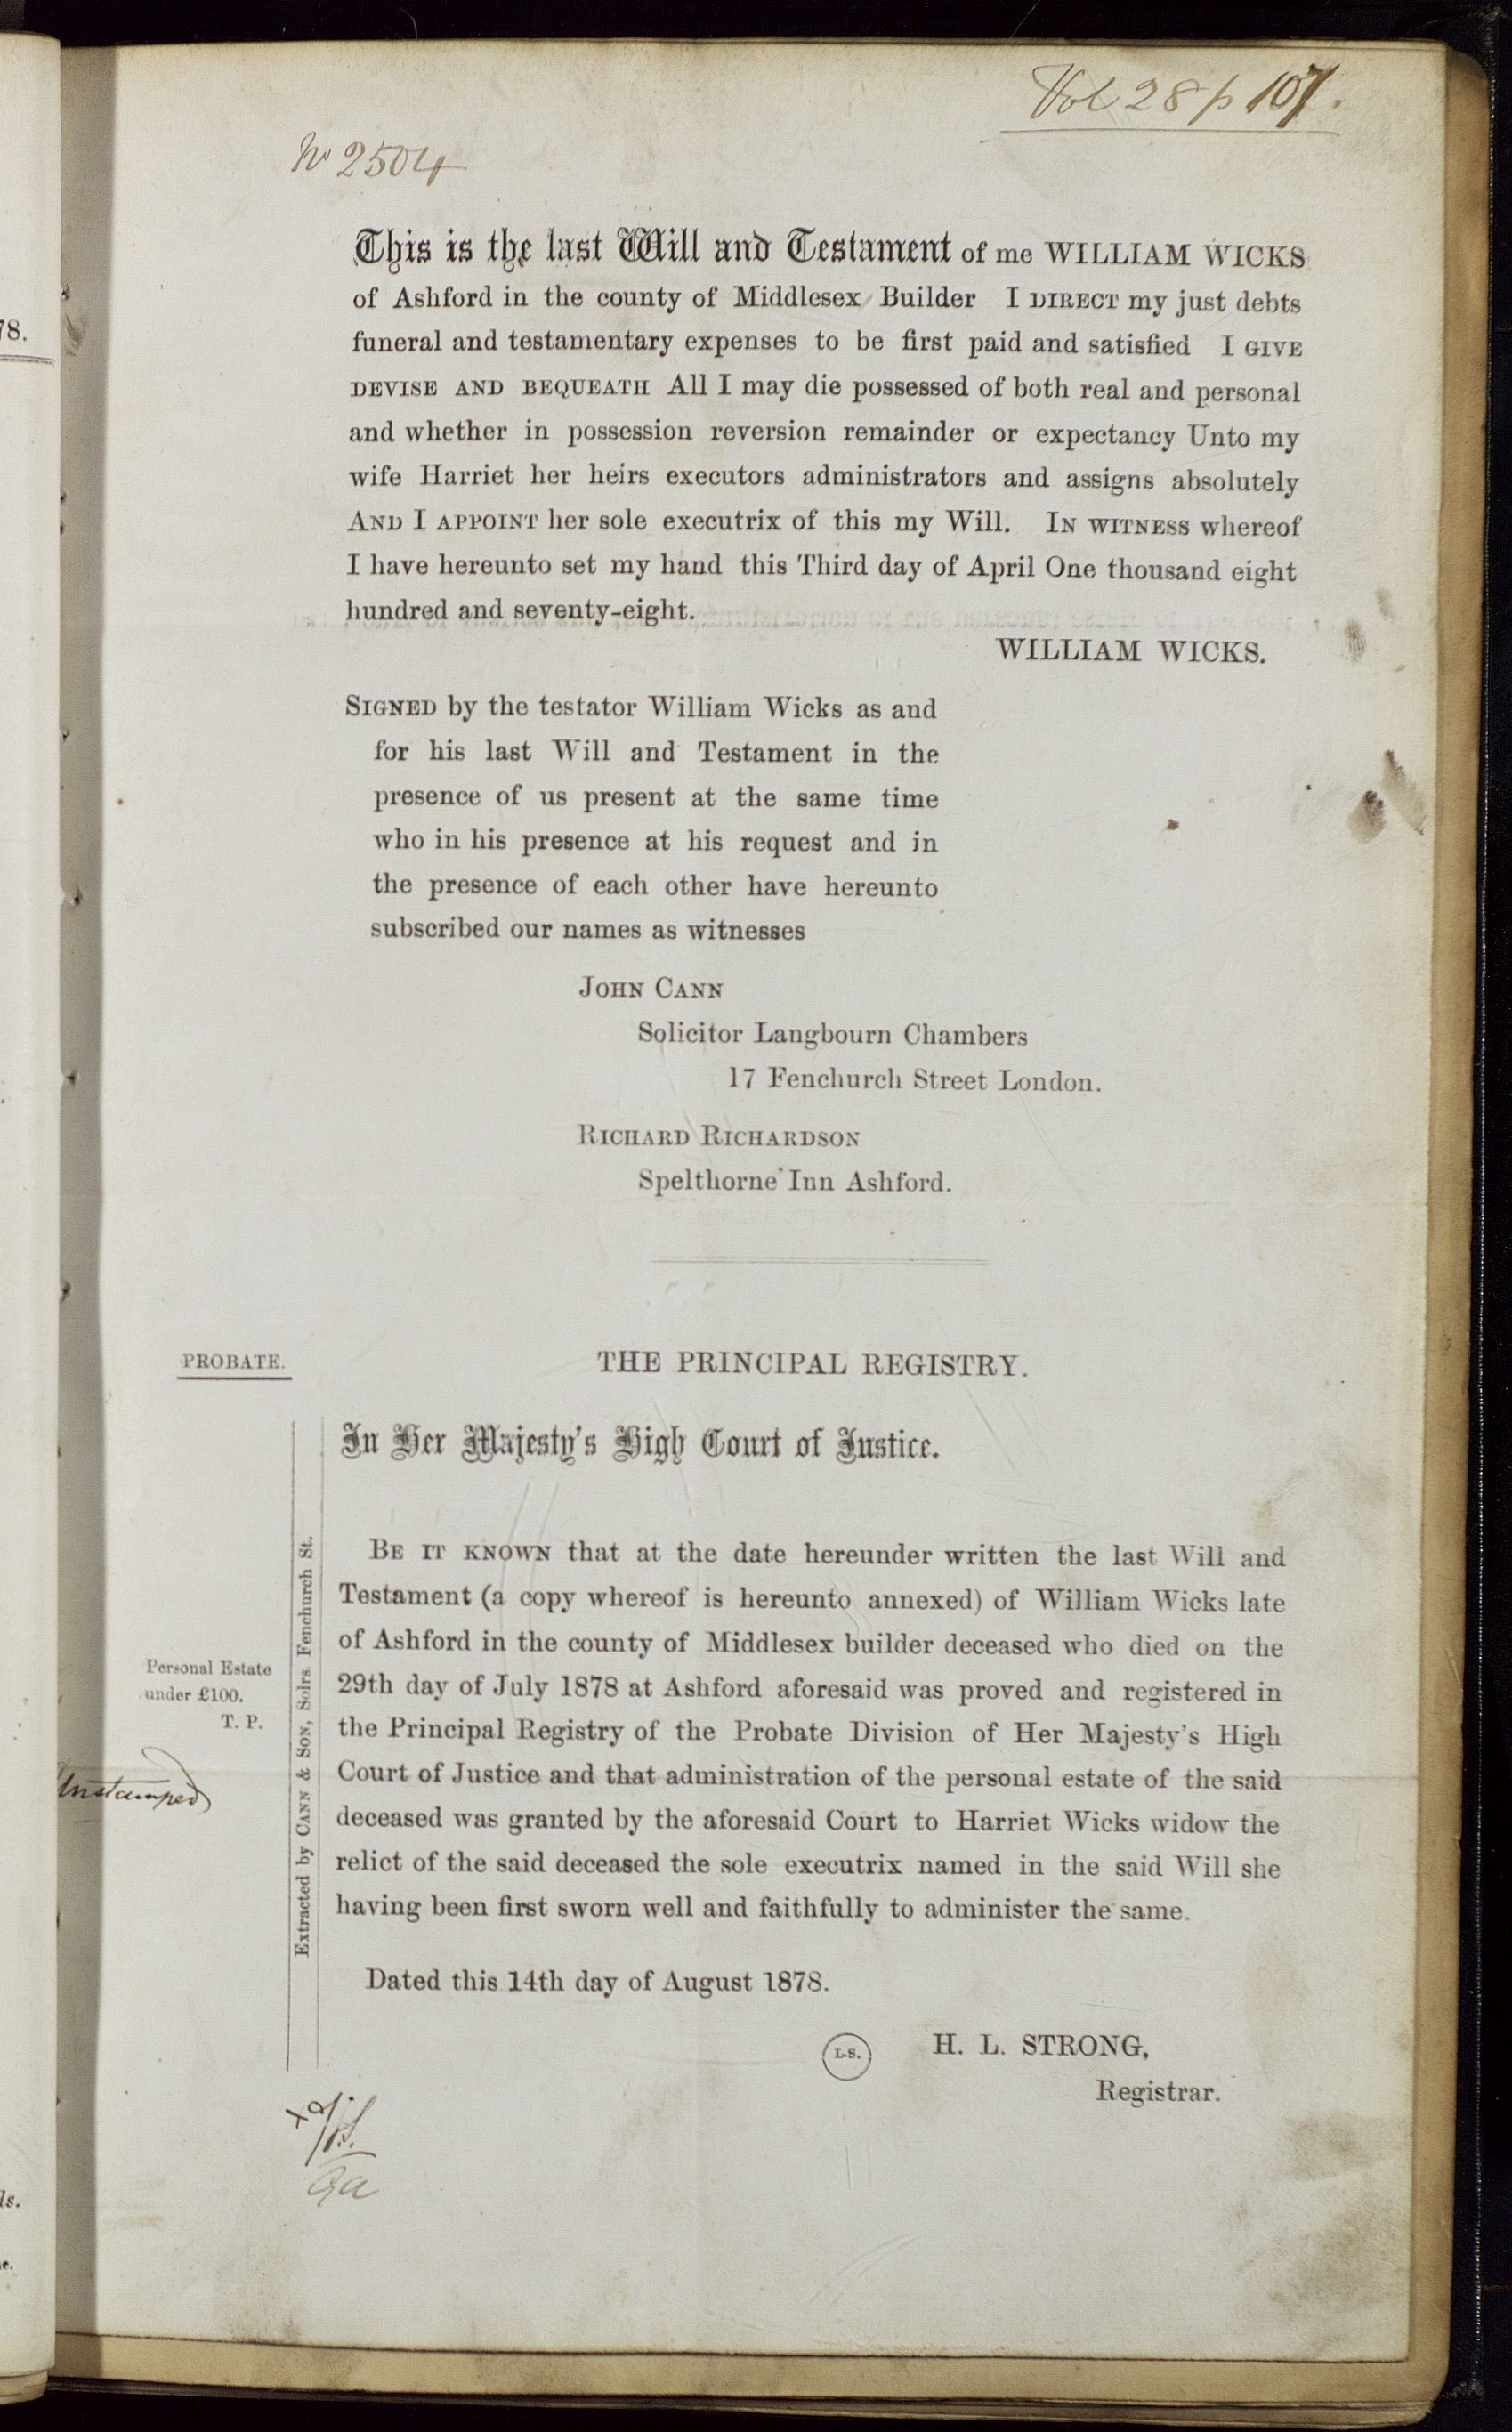 Vol 28 p 107.
No 2504
This is the last Will and Testament of me WILLIAM WICKS
of Ashford in the county of Middlesex Builder I DIRECT my just debts
funeral and testamentary expenses to be first paid and satisfied I GIVE
DEVISE AND BEQUEATH All I may die possessed of both real and personal
and whether in possession reversion remainder or expectancy Unto my
wife Harriet her heirs executors administrators and assigns absolutely
AND I APPOINT her sole executrix of this my Will. IN WITNESS whereof
I have hereunto set my hand this Third day of April One thousand eight
hundred and seventy-eight.
WILLIAM WICKS.
SIGNED by the testator William Wicks as and
for his last Will and Testament in the
presence of us present at the same time
who in his presence at his request and in
the presence of each other have hereunto
subscribed our names as witnesses
JOHN CANN
Solicitor Langbourn Chambers
17 Fenchurch Street London.
RICHARD RICHARDSON
Spelthorne Inn Ashford.
PROBATE.
THE PRINCIPAL REGISTRY.
In Her Majesty's High Court of Justice.
BE IT KNOWN that at the date hereunder written the last Will and
Testament (a copy whereof is hereunto annexed) of William Wicks late
of Ashford in the county of Middlesex builder deceased who died on the
29th day of July 1878 at Ashford aforesaid was proved and registered in
the Principal Registry of the Probate Division of Her Majesty's High
Court of Justice and that administration of the personal estate of the said
deceased was granted by the aforesaid Court to Harriet Wicks widow the
relict of the said deceased the sole executrix named in the said Will she
having been first sworn well and faithfully to administer the same.
Personal Estate
under £100.
T. P.
Unstamped
Extracted by CANN & SON, Solrs. Fenchurch St.
Dated this 14th day of August 1878.
L.S.
H. L. STRONG,
Registrar.
78.
ls.